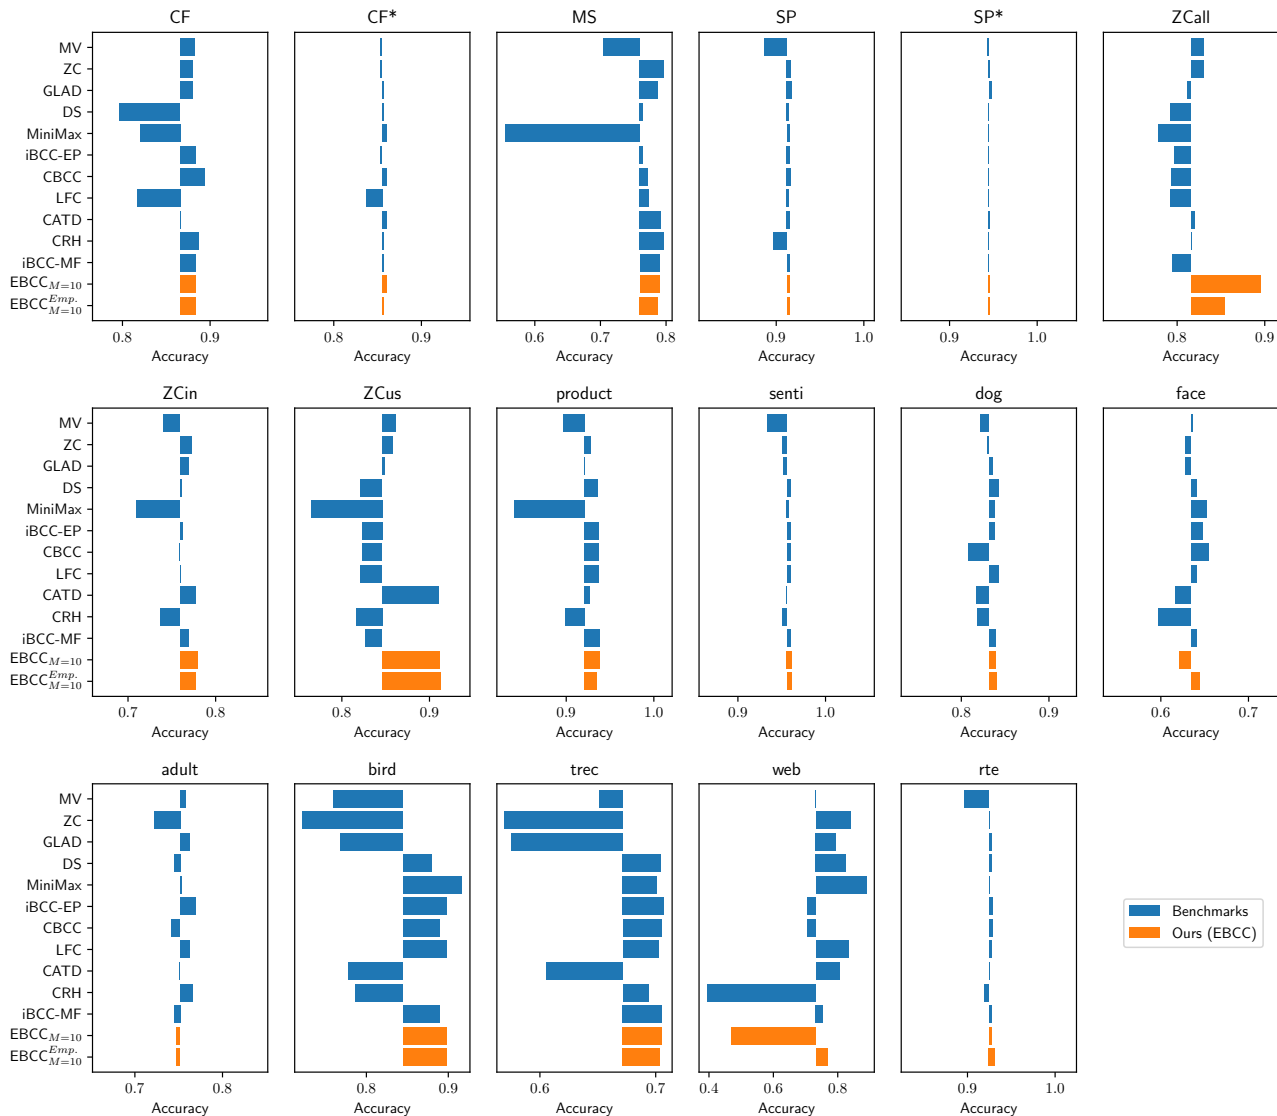 CF CF* MS SP SP* ZCall
MV
ZC
GLAD
DS
MiniMax
iBCC-EP
CBCC
LFC
CATD
CRH
iBCC-MF
EBCC_{M=10}
EBCC^{Emp.}_{M=10}
0.8 0.9 0.8 0.9 0.6 0.7 0.8 0.9 1.0 0.9 1.0 0.8 0.9
Accuracy Accuracy Accuracy Accuracy Accuracy Accuracy
ZCin ZCus product senti dog face
MV
ZC
GLAD
DS
MiniMax
iBCC-EP
CBCC
LFC
CATD
CRH
iBCC-MF
EBCC_{M=10}
EBCC^{Emp.}_{M=10}
0.7 0.8 0.8 0.9 0.9 1.0 0.9 1.0 0.8 0.9 0.6 0.7
Accuracy Accuracy Accuracy Accuracy Accuracy Accuracy
adult bird trec web rte
MV
ZC
GLAD
DS
MiniMax
iBCC-EP
CBCC
LFC
CATD
CRH
iBCC-MF
EBCC_{M=10}
EBCC^{Emp.}_{M=10}
Benchmarks
Ours (EBCC)
0.7 0.8 0.8 0.9 0.6 0.7 0.4 0.6 0.8 0.9 1.0
Accuracy Accuracy Accuracy Accuracy Accuracy